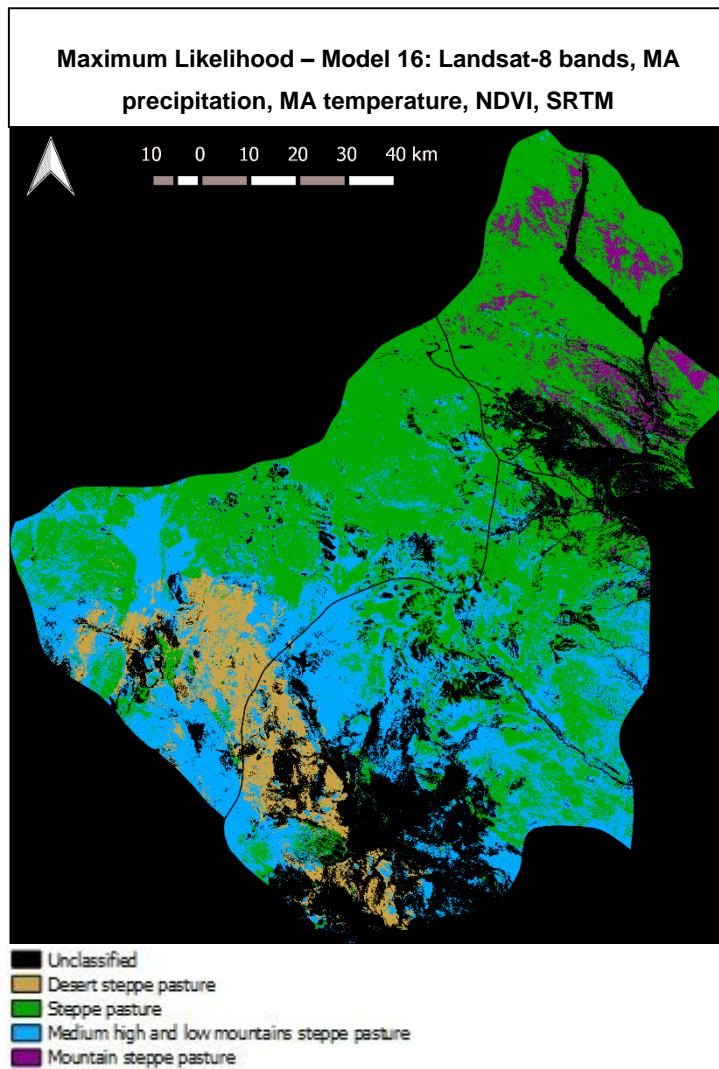 Maximum Likelihood – Model 16: Landsat-8 bands, MA
precipitation, MA temperature, NDVI, SRTM
10 0 10 20 30 40 km
Unclassified
Desert steppe pasture
Steppe pasture
Medium high and low mountains steppe pasture
Mountain steppe pasture